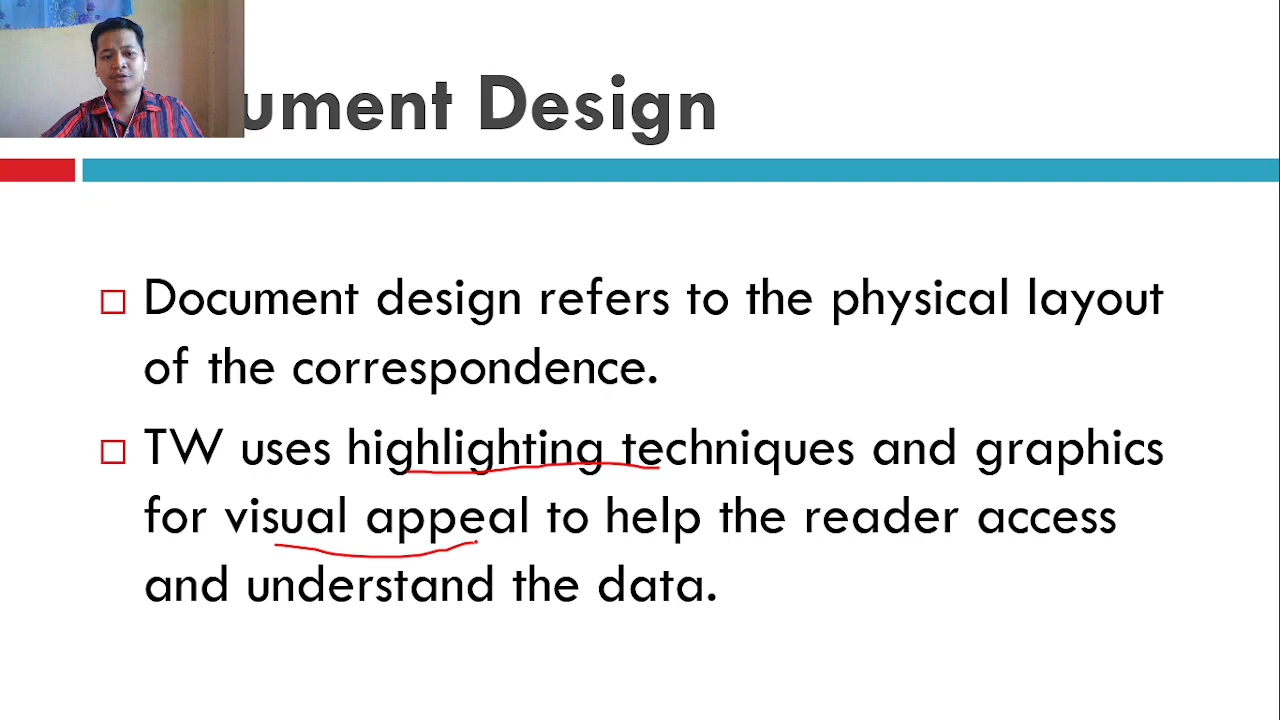 ument Design
Document design refers to the physical layout
of the correspondence.
TW uses highlighting techniques and graphics
for visual appeal to help the reader access
and understand the data.